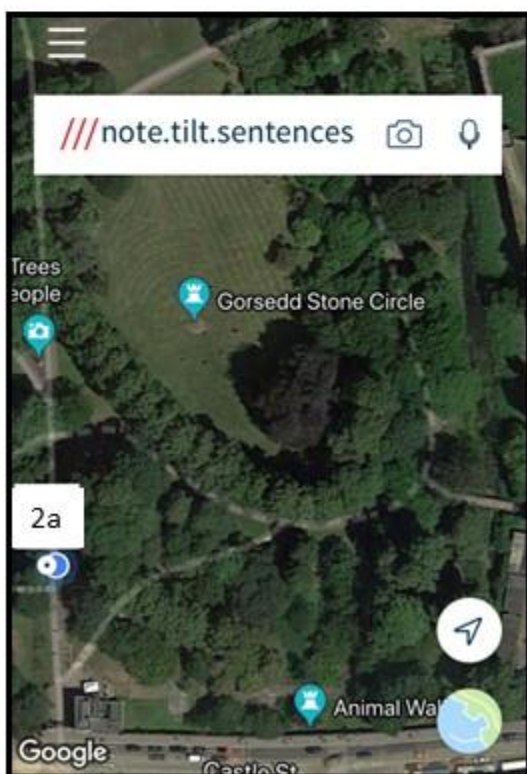 ///note.tilt.sentences
Trees
eople
Gorsedd Stone Circle
2a
Animal Wal
Google
Castle St